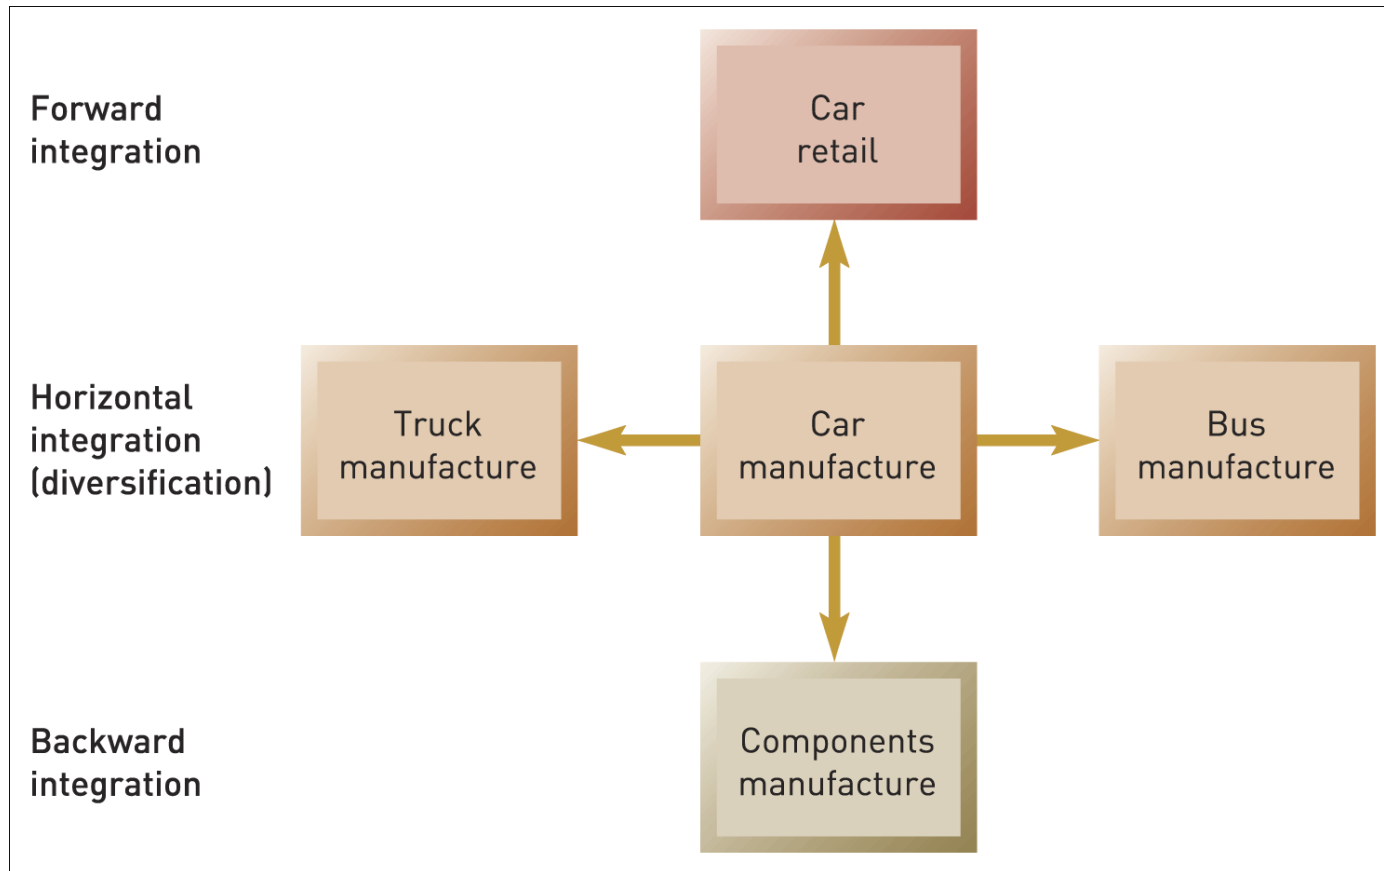 Forward
integration
Car
retail
Horizontal
integration
(diversification)
Truck
manufacture
Car
manufacture
Bus
manufacture
Backward
integration
Components
manufacture